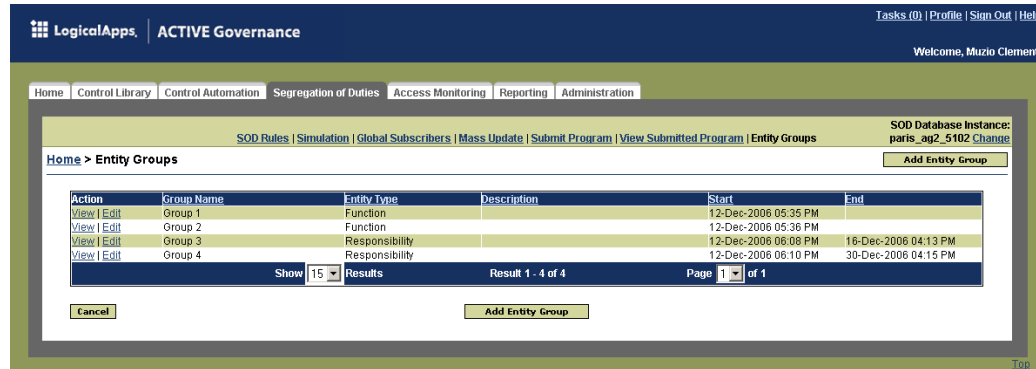 Tasks (0) | Profile | Sign Out | Hel
LogicalApps. ACTIVE Governance
Welcome, Muzio Clement
Home Control Library Control Automation Segregation of Duties Access Monitoring Reporting Administration
SOD Database Instance:
SOD Rules | Simulation | Global Subscribers | Mass Update | Submit Program | View Submitted Program | Entity Groups paris_ag2_5102 Change
Home > Entity Groups Add Entity Group
Action Group Name Entity Type Description Start End
View | Edit Group 1 Function 12-Dec-2006 05:35 PM
View | Edit Group 2 Function 12-Dec-2006 05:36 PM
View | Edit Group 3 Responsibility 12-Dec-2006 06:08 PM 16-Dec-2006 04:13 PM
View | Edit Group 4 Responsibility 12-Dec-2006 06:10 PM 30-Dec-2006 04:15 PM
Show 15 Results Result 1 - 4 of 4 Page 1 of 1
Cancel Add Entity Group
Top